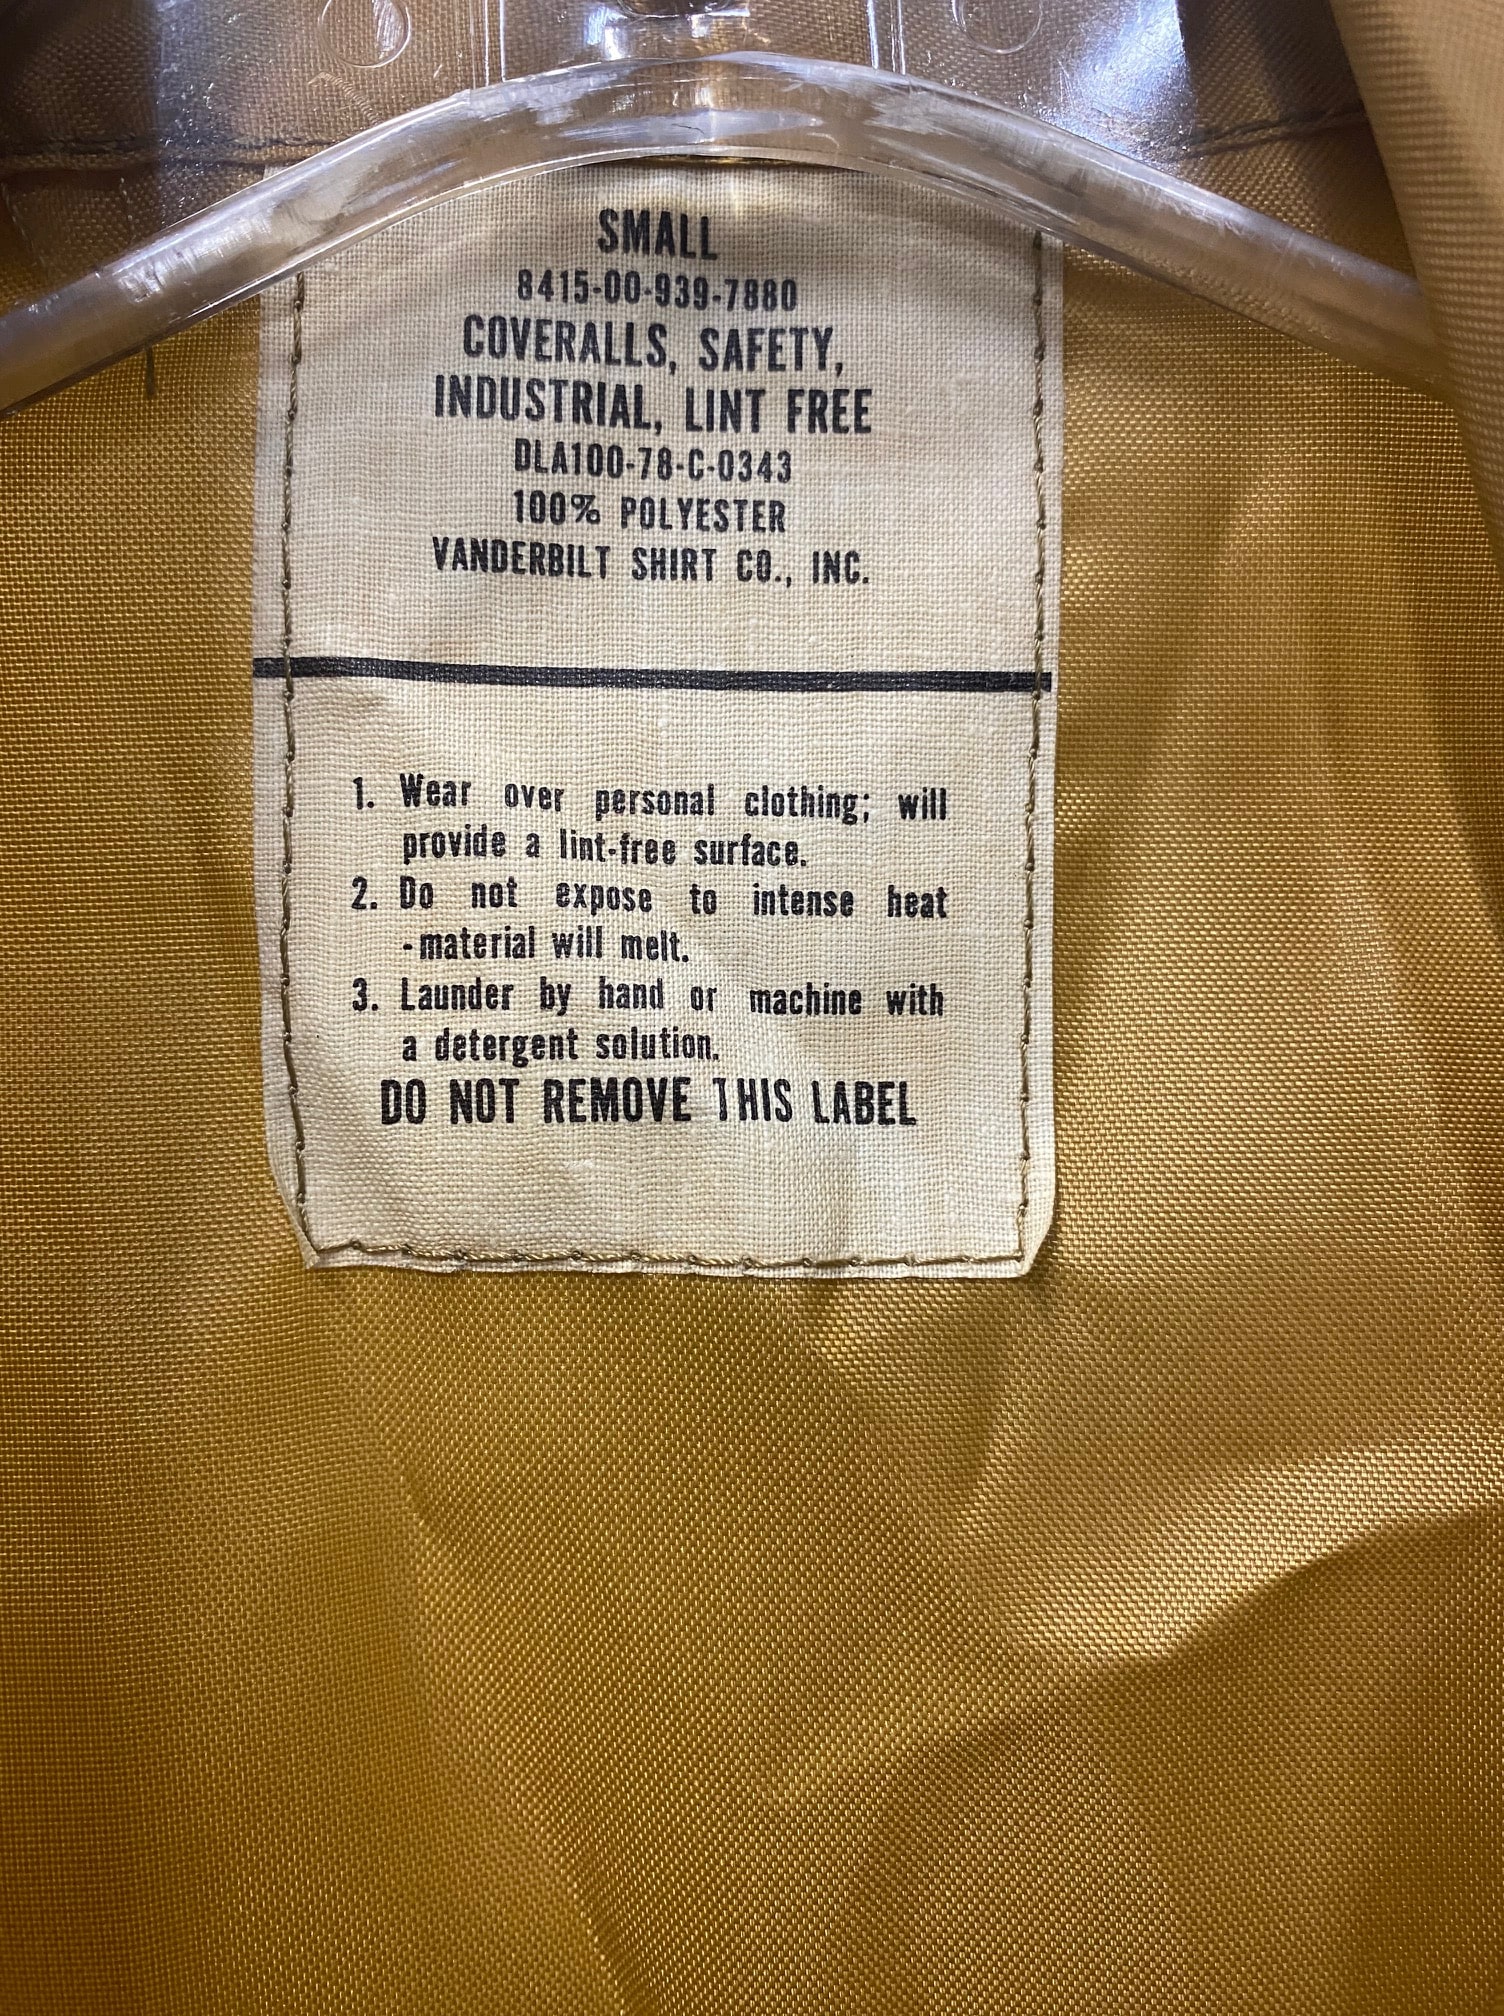 SMALL
8415-00-939-7880
COVERALLS, SAFETY,
INDUSTRIAL, LINT FREE
DLA100-78-C-0343
100% POLYESTER
VANDERBILT SHIRT CO., INC.
1. Wear over personal clothing; will
provide a lint-free surface.
2. Do not expose to intense heat
-material will melt.
3. Launder by hand or machine with
a detergent solution.
DO NOT REMOVE THIS LABEL